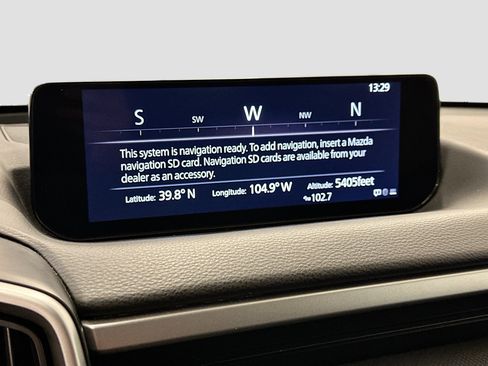 13:29
S SW W NW N
This system is navigation ready. To add navigation, insert a Mazda
navigation SD card. Navigation SD cards are available from your
dealer as an accessory.
Latitude: 39.8° N Longitude: 104.9° W Altitude: 5405feet
102.7